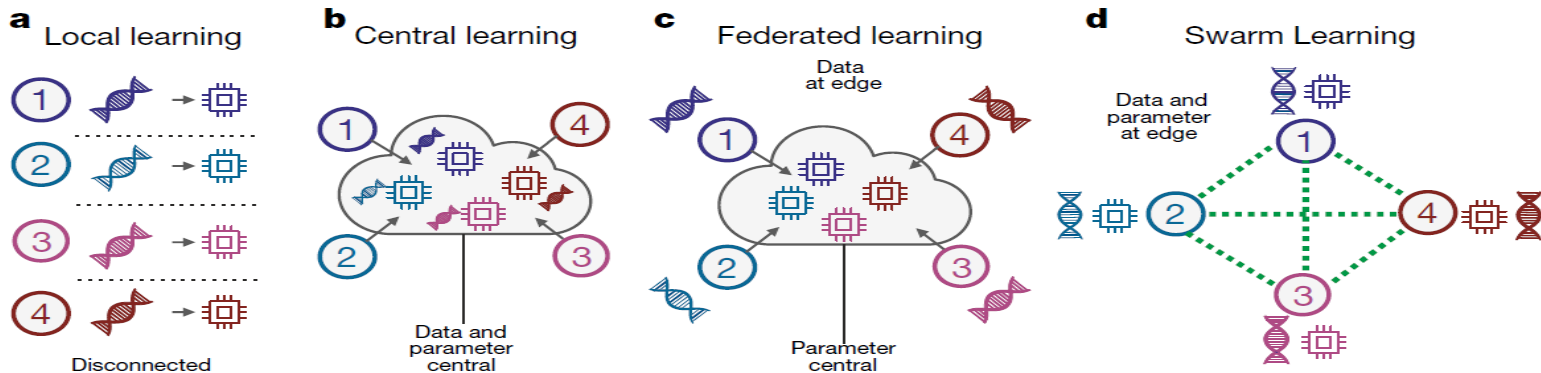 a
Local learning
1
2
3
4
Disconnected
b
Central learning
1
4
2
3
Data and
parameter
central
c
Federated learning
Data
at edge
1
4
2
3
Parameter
central
d
Swarm Learning
Data and
parameter
at edge
1
2
4
3